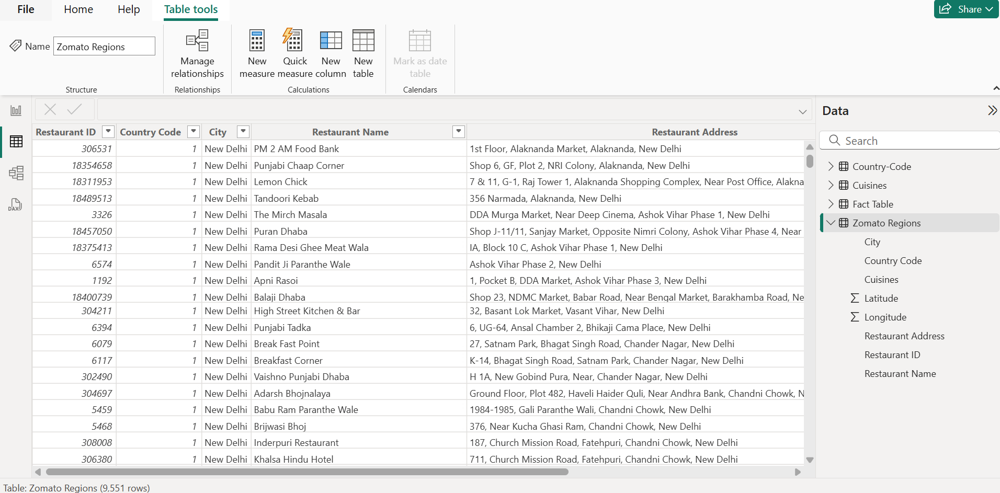 File Home Help Table tools Share
Name Zomato Regions
Manage relationships
New measure
Quick measure
New column
New table
Mark as date table
Structure Relationships Calculations Calendars
DAX
Restaurant ID Country Code City Restaurant Name Restaurant Address
306531 1 New Delhi PM 2 AM Food Bank 1st Floor, Alaknanda Market, Alaknanda, New Delhi
18354658 1 New Delhi Punjabi Chaap Corner Shop 6, GF, Plot 2, NRI Colony, Alaknanda, New Delhi
18311953 1 New Delhi Lemon Chick 7 & 11, G-1, Raj Tower 1, Alaknanda Shopping Complex, Near Post Office, Alakna
18489513 1 New Delhi Tandoori Kebab 356 Narmada, Alaknanda, New Delhi
3326 1 New Delhi The Mirch Masala DDA Murga Market, Near Deep Cinema, Ashok Vihar Phase 1, New Delhi
18457050 1 New Delhi Puran Dhaba Shop J-11/11, Sanjay Market, Opposite Nimri Colony, Ashok Vihar Phase 4, Near
18375413 1 New Delhi Rama Desi Ghee Meat Wala IA, Block 10 C, Ashok Vihar Phase 1, New Delhi
6574 1 New Delhi Pandit Ji Paranthe Wale Ashok Vihar Phase 2, New Delhi
1192 1 New Delhi Apni Rasoi 1, Pocket B, DDA Market, Ashok Vihar Phase 3, New Delhi
18400739 1 New Delhi Balaji Dhaba Shop 23, NDMC Market, Babar Road, Near Bengal Market, Barakhamba Road, Ne
304211 1 New Delhi High Street Kitchen & Bar 32, Basant Lok Market, Vasant Vihar, New Delhi
6394 1 New Delhi Punjabi Tadka 6, UG-64, Ansal Chamber 2, Bhikaji Cama Place, New Delhi
6079 1 New Delhi Break Fast Point 27, Satnam Park, Bhagat Singh Road, Chander Nagar, New Delhi
6117 1 New Delhi Breakfast Corner K-14, Bhagat Singh Road, Satnam Park, Chander Nagar, New Delhi
302490 1 New Delhi Vaishno Punjabi Dhaba H 1A, New Gobind Pura, Near, Chander Nagar, New Delhi
304697 1 New Delhi Adarsh Bhojnalaya Ground Floor, Plot 482, Haveli Haider Quli, Near Andhra Bank, Chandni Chowk, N
5459 1 New Delhi Babu Ram Paranthe Wale 1984-1985, Gali Paranthe Wali, Chandni Chowk, New Delhi
5468 1 New Delhi Brijwasi Bhoj 376, Near Kucha Ghasi Ram, Chandni Chowk, New Delhi
308008 1 New Delhi Inderpuri Restaurant 187, Church Mission Road, Fatehpuri, Chandni Chowk, New Delhi
306380 1 New Delhi Khalsa Hindu Hotel 711, Church Mission Road, Fatehpuri, Chandni Chowk, New Delhi
Table: Zomato Regions (9,551 rows)
Data
Search
Country-Code
Cuisines
Fact Table
Zomato Regions
City
Country Code
Cuisines
Latitude
Longitude
Restaurant Address
Restaurant ID
Restaurant Name